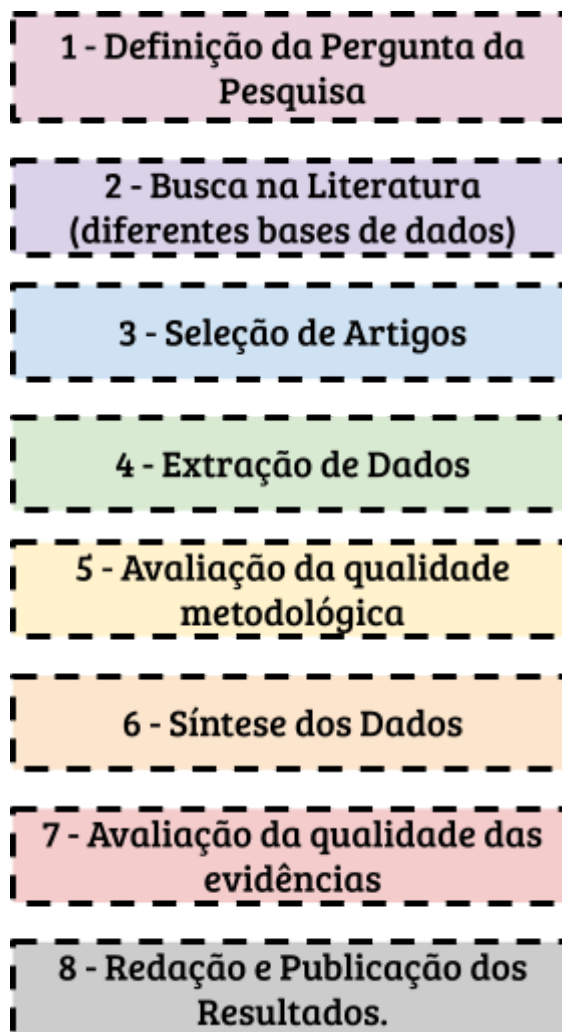 1 - Definição da Pergunta da
Pesquisa
2 - Busca na Literatura
(diferentes bases de dados)
3 - Seleção de Artigos
4 - Extração de Dados
5 - Avaliação da qualidade
metodológica
6 - Síntese dos Dados
7 - Avaliação da qualidade das
evidências
8 - Redação e Publicação dos
Resultados.